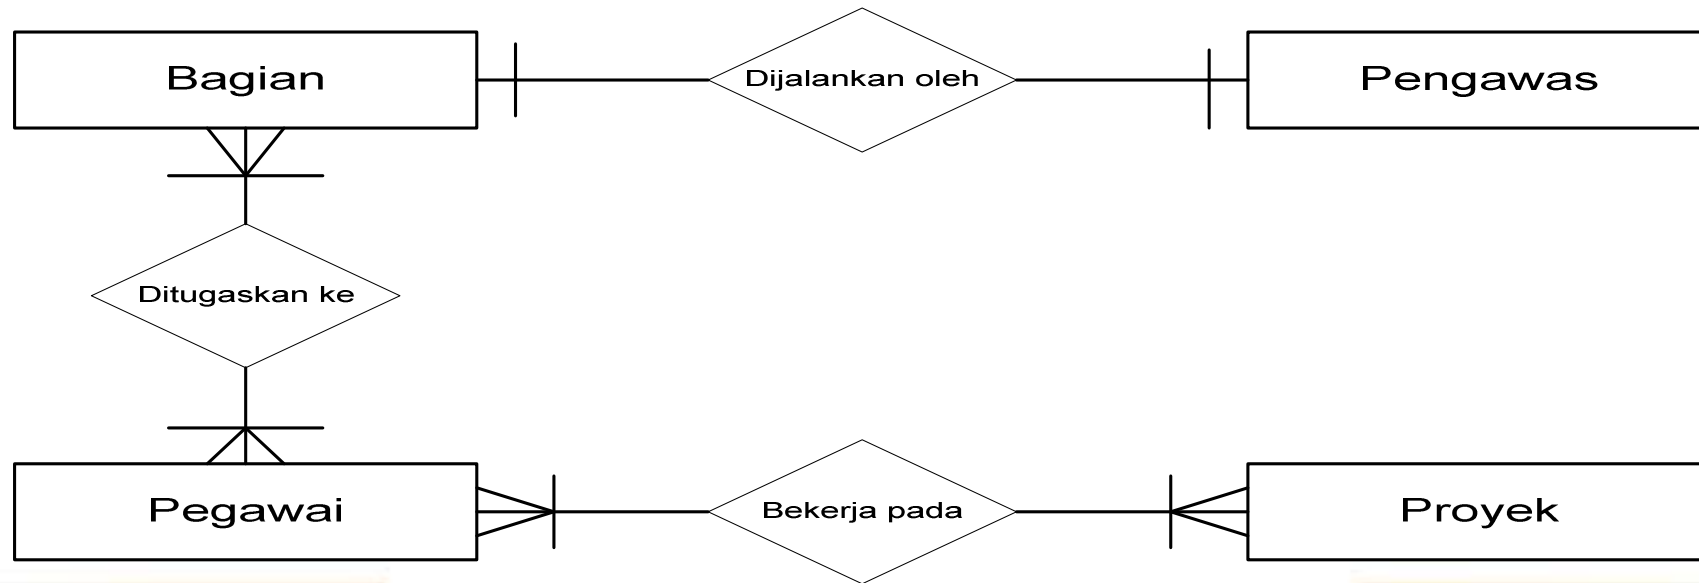 Bagian
Dijalankan oleh
Pengawas
Ditugaskan ke
Pegawai
Bekerja pada
Proyek